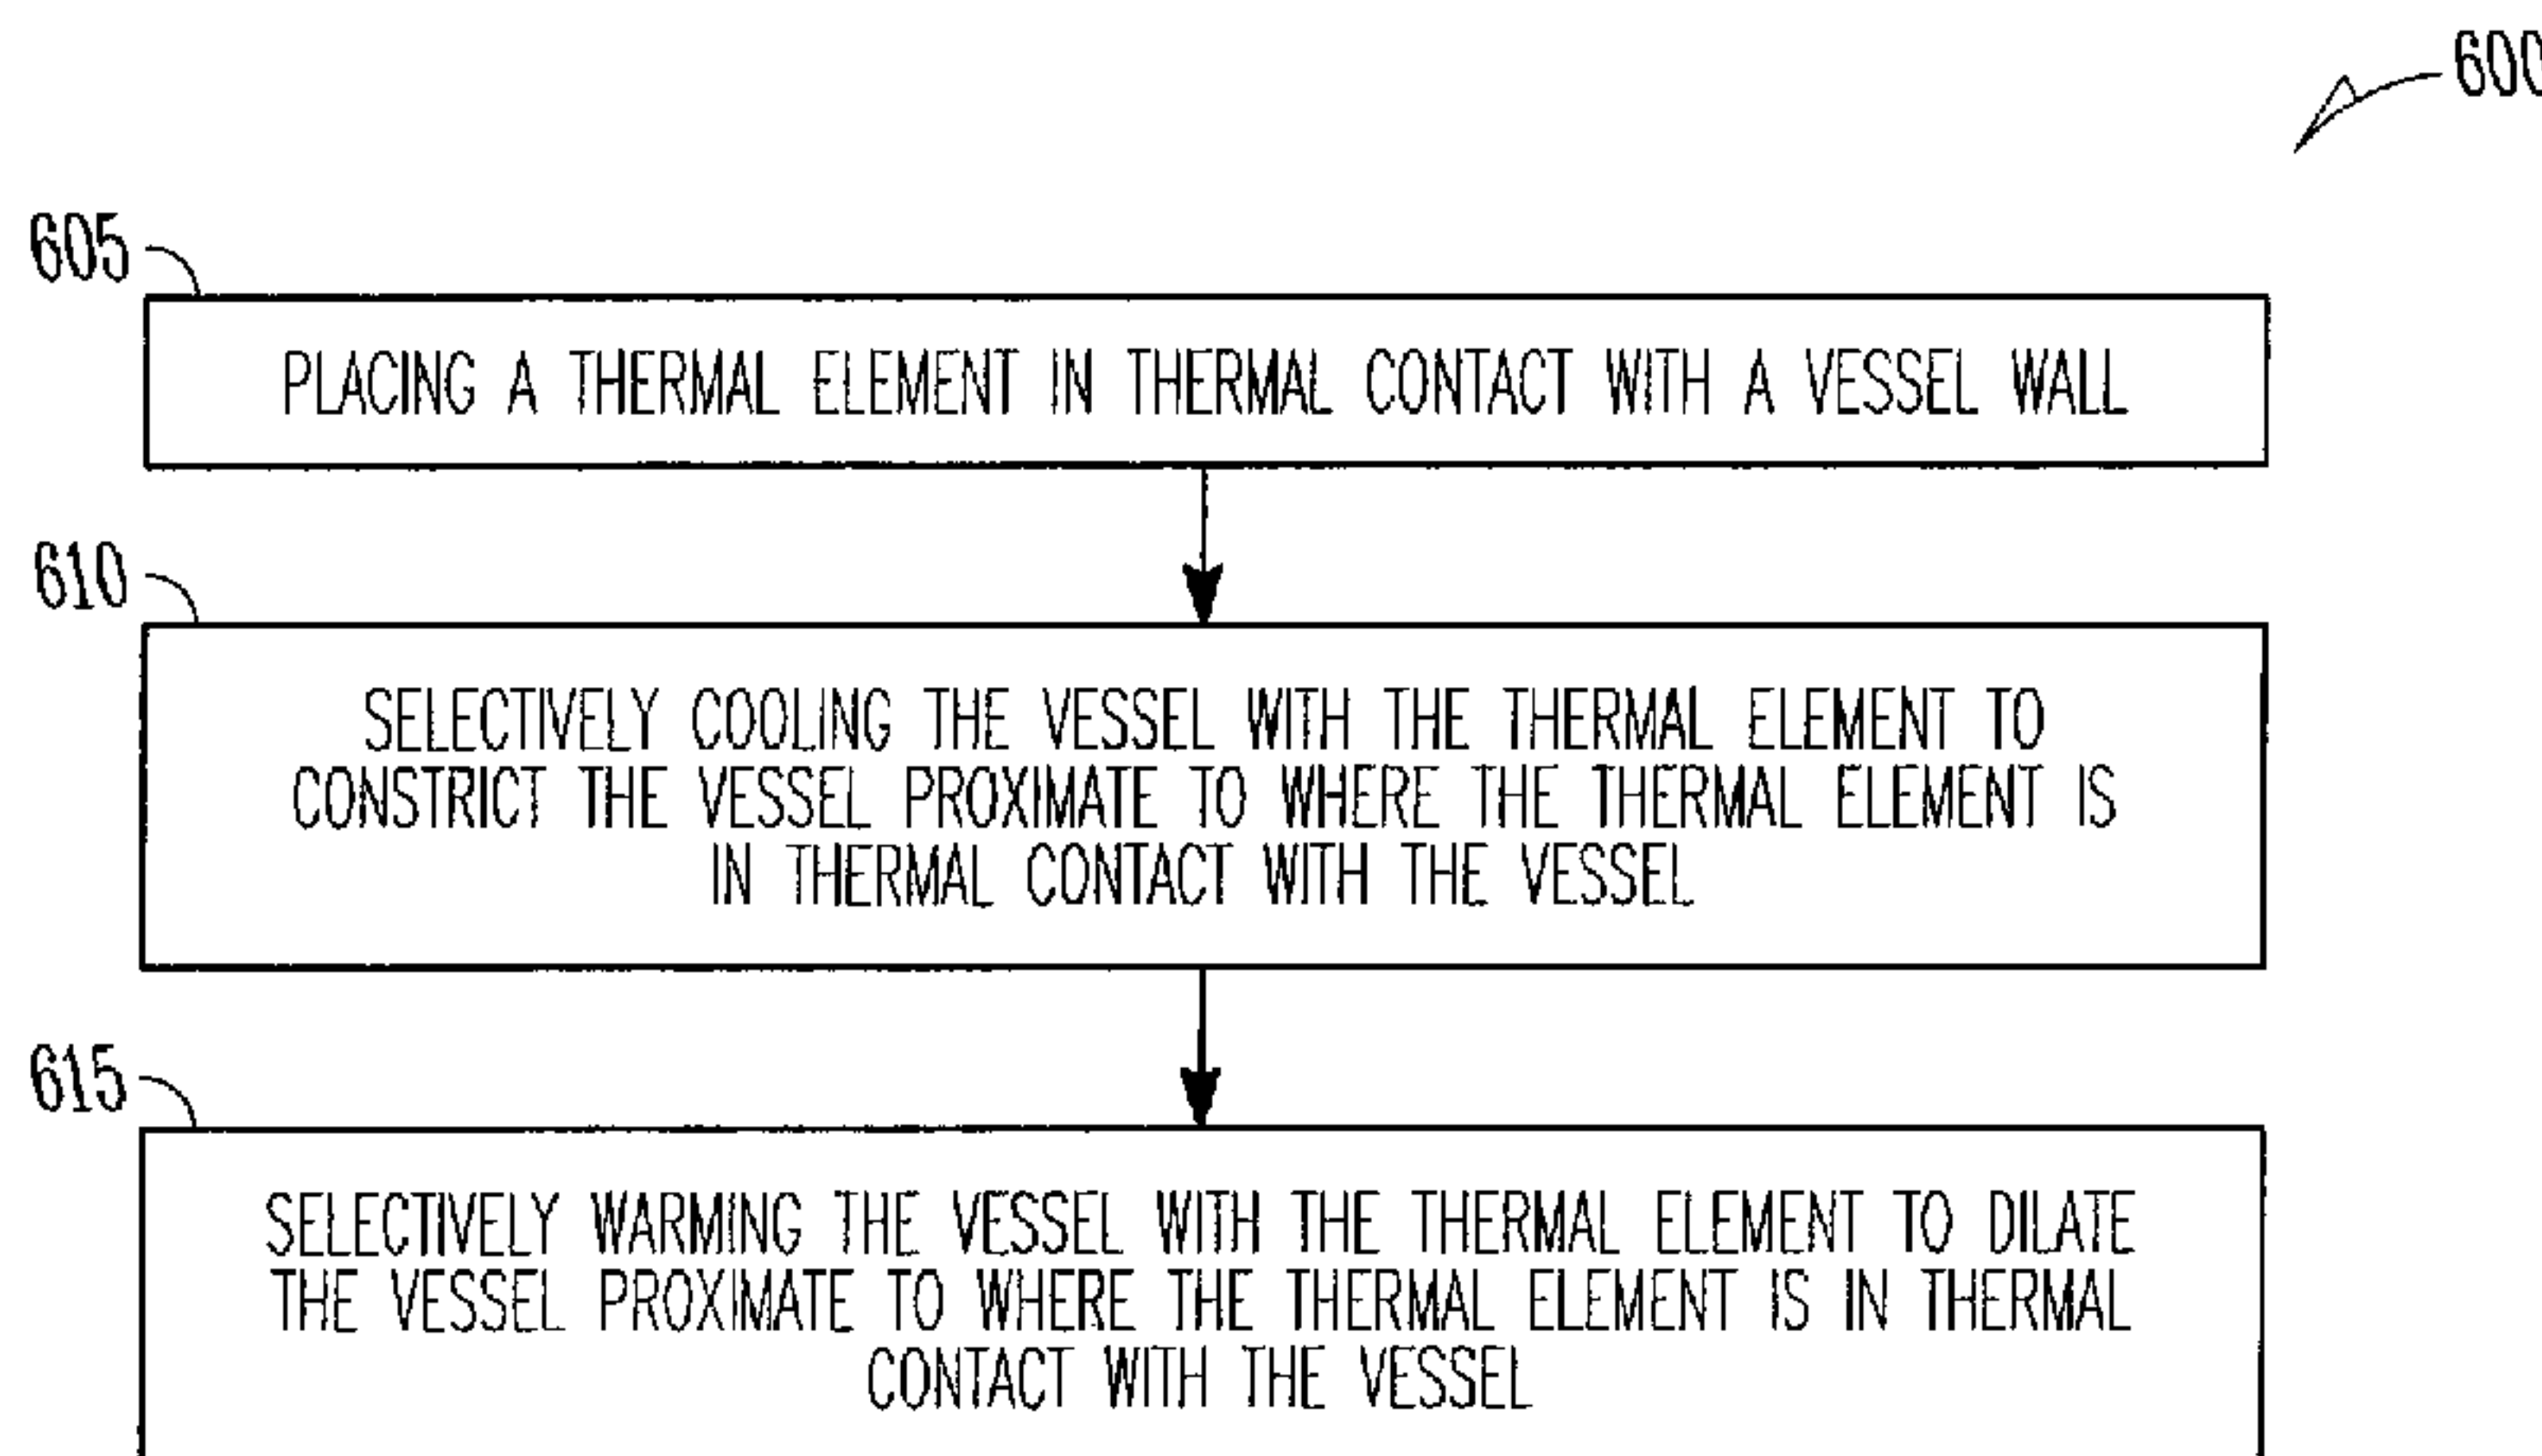 600
605
PLACING A THERMAL ELEMENT IN THERMAL CONTACT WITH A VESSEL WALL
610
SELECTIVELY COOLING THE VESSEL WITH THE THERMAL ELEMENT TO
CONSTRICT THE VESSEL PROXIMATE TO WHERE THE THERMAL ELEMENT IS
IN THERMAL CONTACT WITH THE VESSEL
615
SELECTIVELY WARMING THE VESSEL WITH THE THERMAL ELEMENT TO DILATE
THE VESSEL PROXIMATE TO WHERE THE THERMAL ELEMENT IS IN THERMAL
CONTACT WITH THE VESSEL